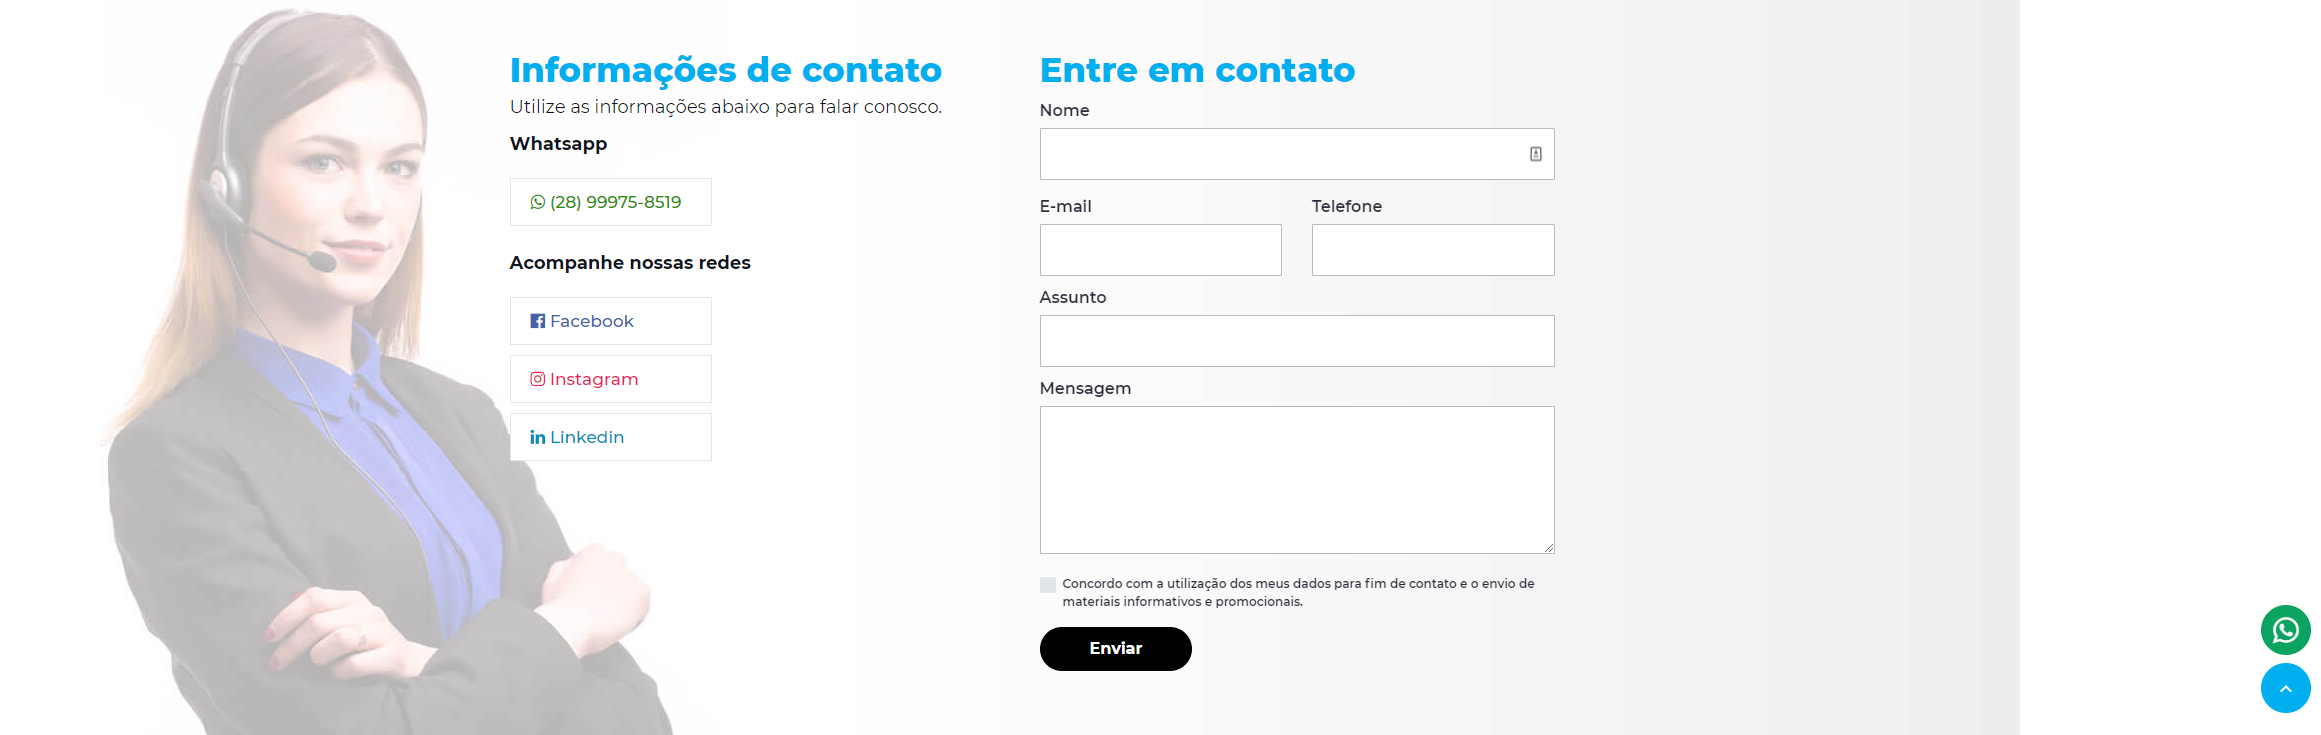 Informações de contato
Utilize as informações abaixo para falar conosco.
Whatsapp
(28) 99975-8519
Acompanhe nossas redes
Facebook
Instagram
Linkedin
Entre em contato
Nome
E-mail
Telefone
Assunto
Mensagem
Concordo com a utilização dos meus dados para fim de contato e o envio de
materiais informativos e promocionais.
Enviar